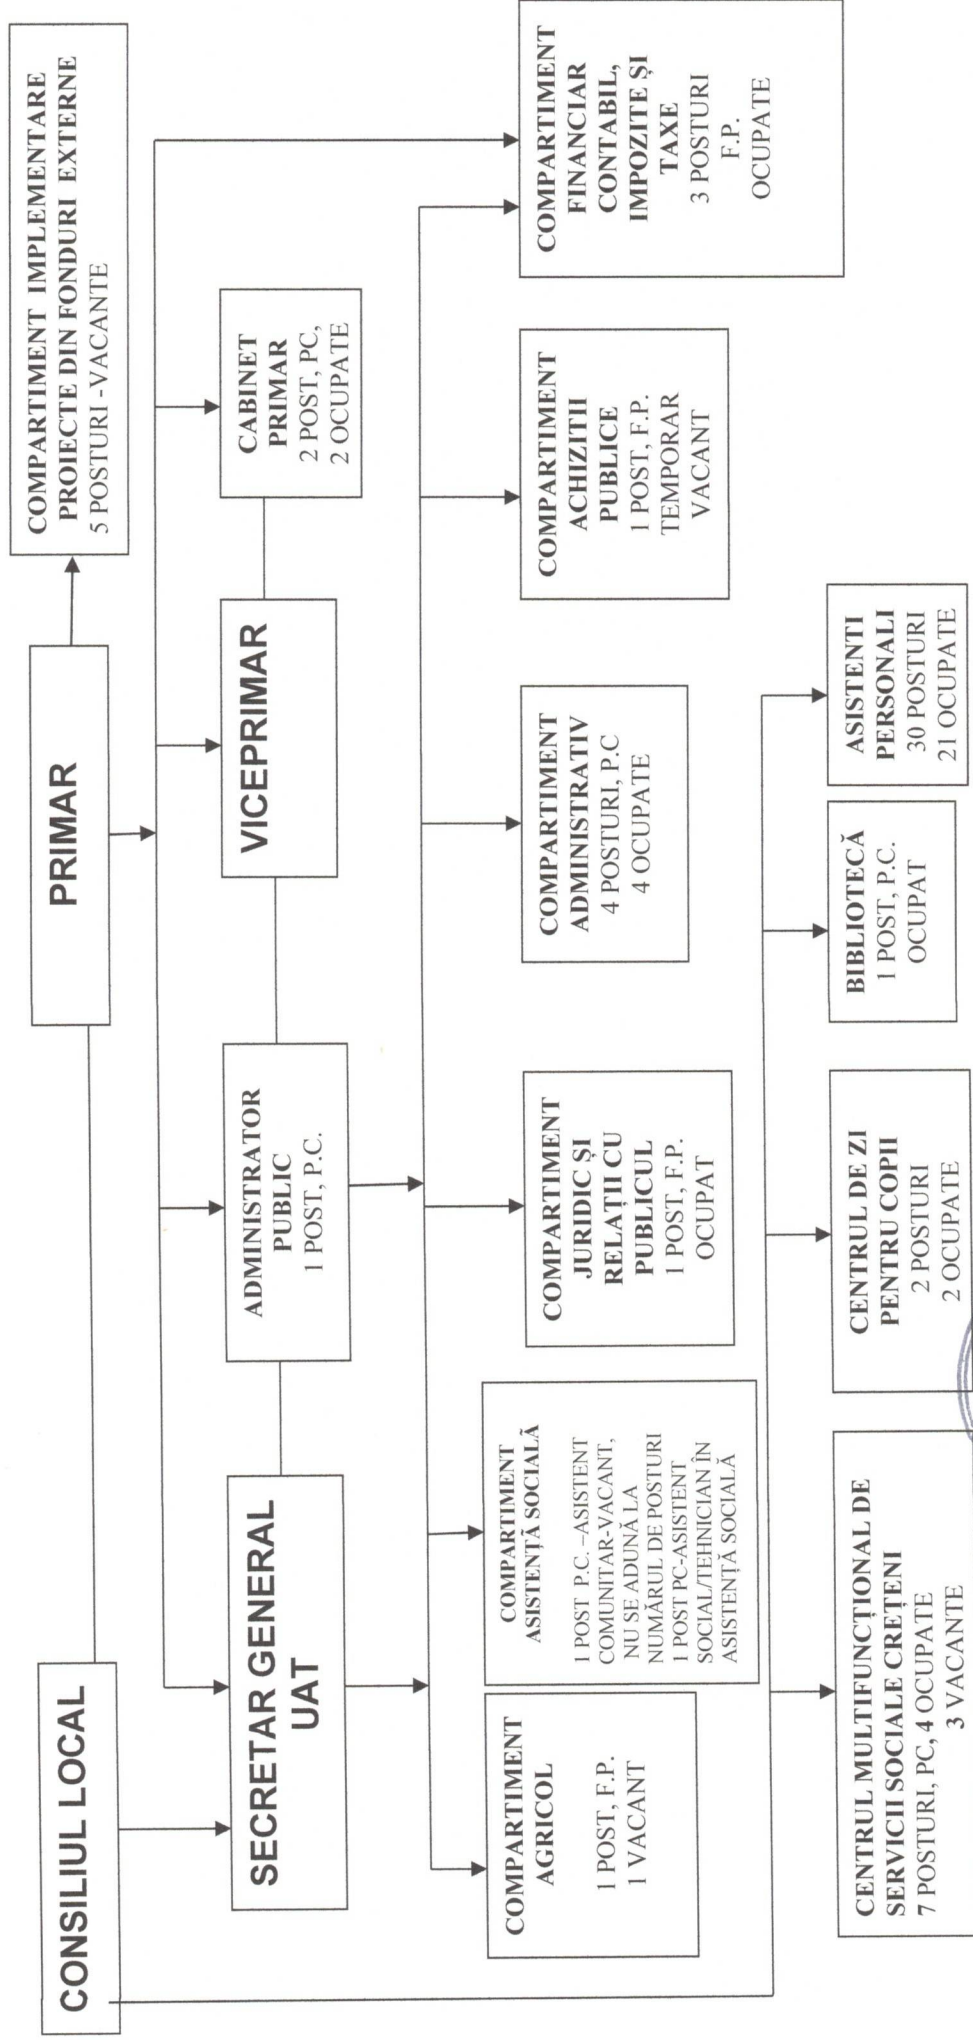 COMPARTIMENT IMPLEMENTARE
PROIECTE DIN FONDURI EXTERNE
5 POSTURI -VACANTE
CONSILIUL LOCAL
PRIMAR
SECRETAR GENERAL
UAT
ADMINISTRATOR
PUBLIC
1 POST, P.C.
VICEPRIMAR
CABINET
PRIMAR
2 POST, PC,
2 OCUPATE
COMPARTIMENT
AGRICOL
1 POST, F.P.
1 VACANT
COMPARTIMENT
ASISTENȚĂ SOCIALĂ
1 POST P.C. –ASISTENT
COMUNITAR-VACANT,
NU SE ADUNĂ LA
NUMĂRUL DE POSTURI
1 POST PC-ASISTENT
SOCIAL/TEHNICIAN ÎN
ASISTENȚĂ SOCIALĂ
COMPARTIMENT
JURIDIC ȘI
RELAȚII CU
PUBLICUL
1 POST, F.P.
OCUPAT
COMPARTIMENT
ADMINISTRATIV
4 POSTURI, P.C
4 OCUPATE
COMPARTIMENT
ACHIZITII
PUBLICE
1 POST, F.P.
TEMPORAR
VACANT
COMPARTIMENT
FINANCIAR
CONTABIL,
IMPOZITE ȘI
TAXE
3 POSTURI
F.P.
OCUPATE
CENTRUL MULTIFUNCȚIONAL DE
SERVICII SOCIALE CREȚENI
7 POSTURI, PC, 4 OCUPATE
3 VACANTE
CENTRUL DE ZI
PENTRU COPII
2 POSTURI
2 OCUPATE
BIBLIOTECĂ
1 POST, P.C.
OCUPAT
ASISTENTI
PERSONALI
30 POSTURI
21 OCUPATE